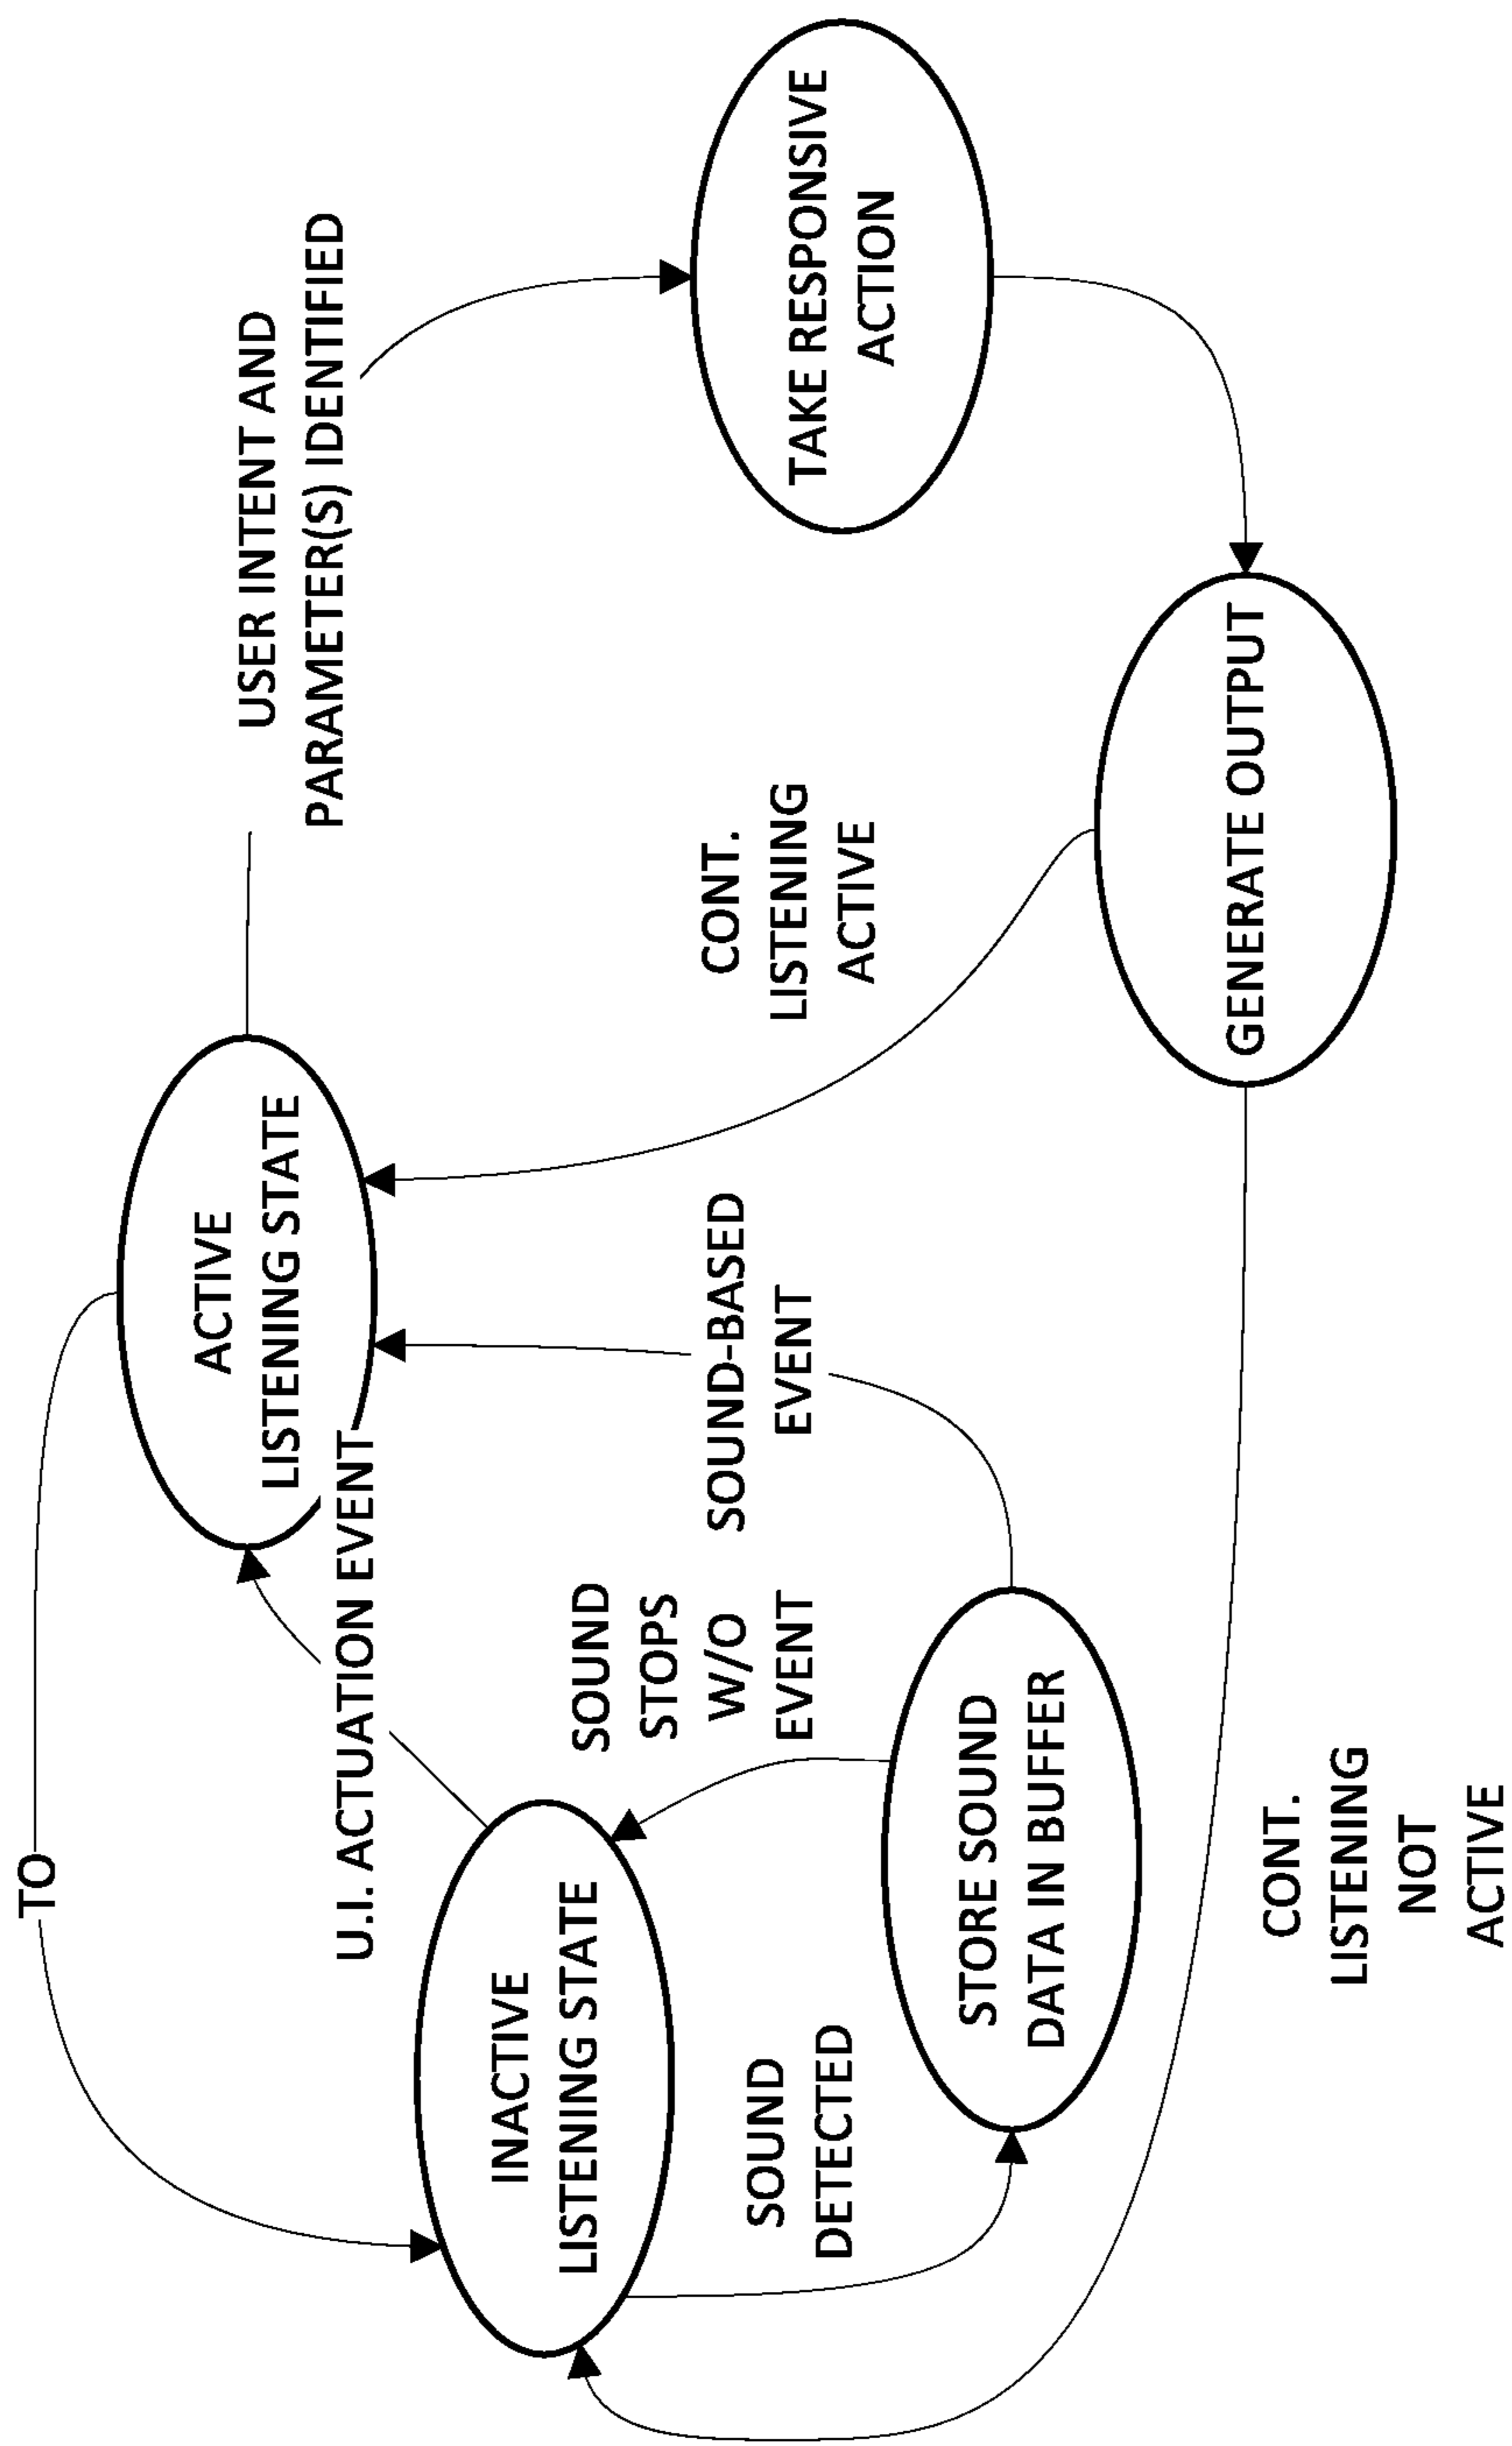 TO
ACTIVE
LISTENING STATE
USER INTENT AND
PARAMETER(S) IDENTIFIED
U.I. ACTUATION EVENT
INACTIVE
LISTENING STATE
SOUND
STOPS
W/O
EVENT
SOUND-BASED
EVENT
CONT.
LISTENING
ACTIVE
TAKE RESPONSIVE
ACTION
SOUND
DETECTED
STORE SOUND
DATA IN BUFFER
GENERATE OUTPUT
CONT.
LISTENING
NOT
ACTIVE